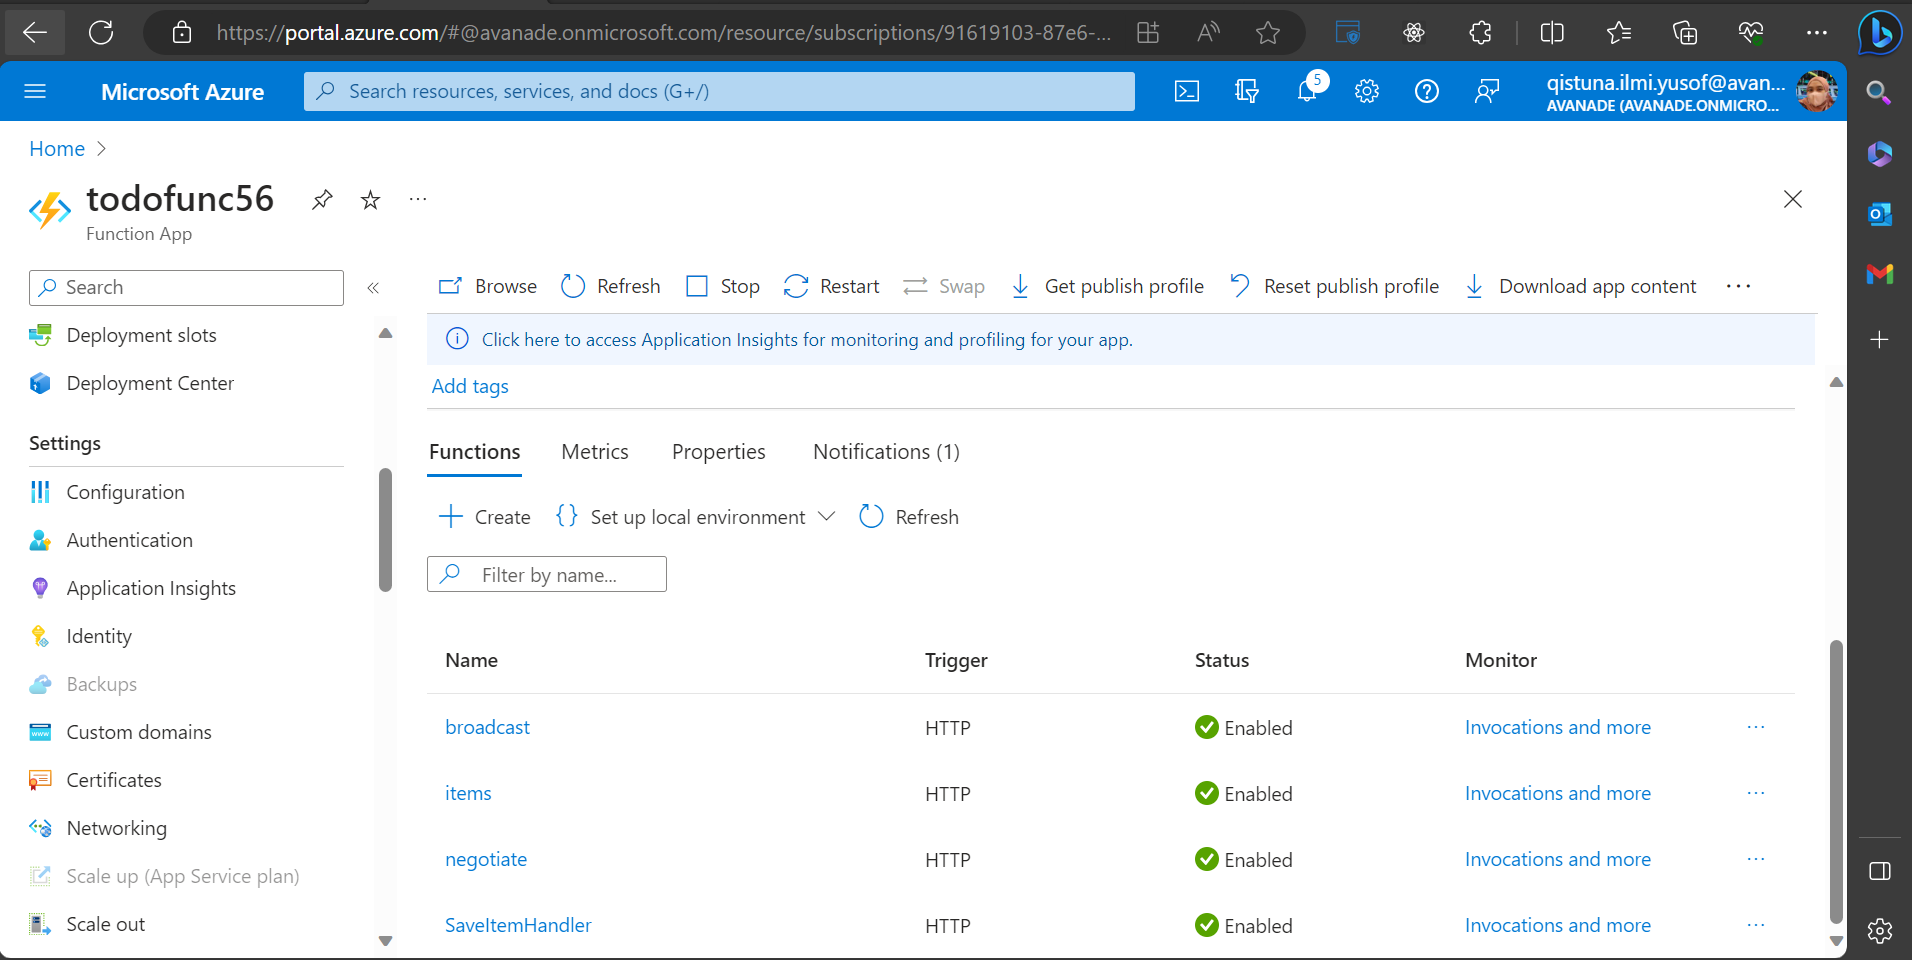 https://portal.azure.com/#@avanade.onmicrosoft.com/resource/subscriptions/91619103-87e6-...
Microsoft Azure
Search resources, services, and docs (G+/)
5
qistuna.ilmi.yusof@avan...
AVANADE (AVANADE.ONMICRO...
Home
todofunc56
Function App
Search
Browse
Refresh
Stop
Restart
Swap
Get publish profile
Reset publish profile
Download app content
Deployment slots
Deployment Center
Settings
Configuration
Authentication
Application Insights
Identity
Backups
Custom domains
Certificates
Networking
Scale up (App Service plan)
Scale out
Click here to access Application Insights for monitoring and profiling for your app.
Add tags
Functions
Metrics
Properties
Notifications (1)
Create
{} Set up local environment
Refresh
Filter by name...
Name Trigger Status Monitor
broadcast HTTP Enabled Invocations and more
items HTTP Enabled Invocations and more
negotiate HTTP Enabled Invocations and more
SaveItemHandler HTTP Enabled Invocations and more